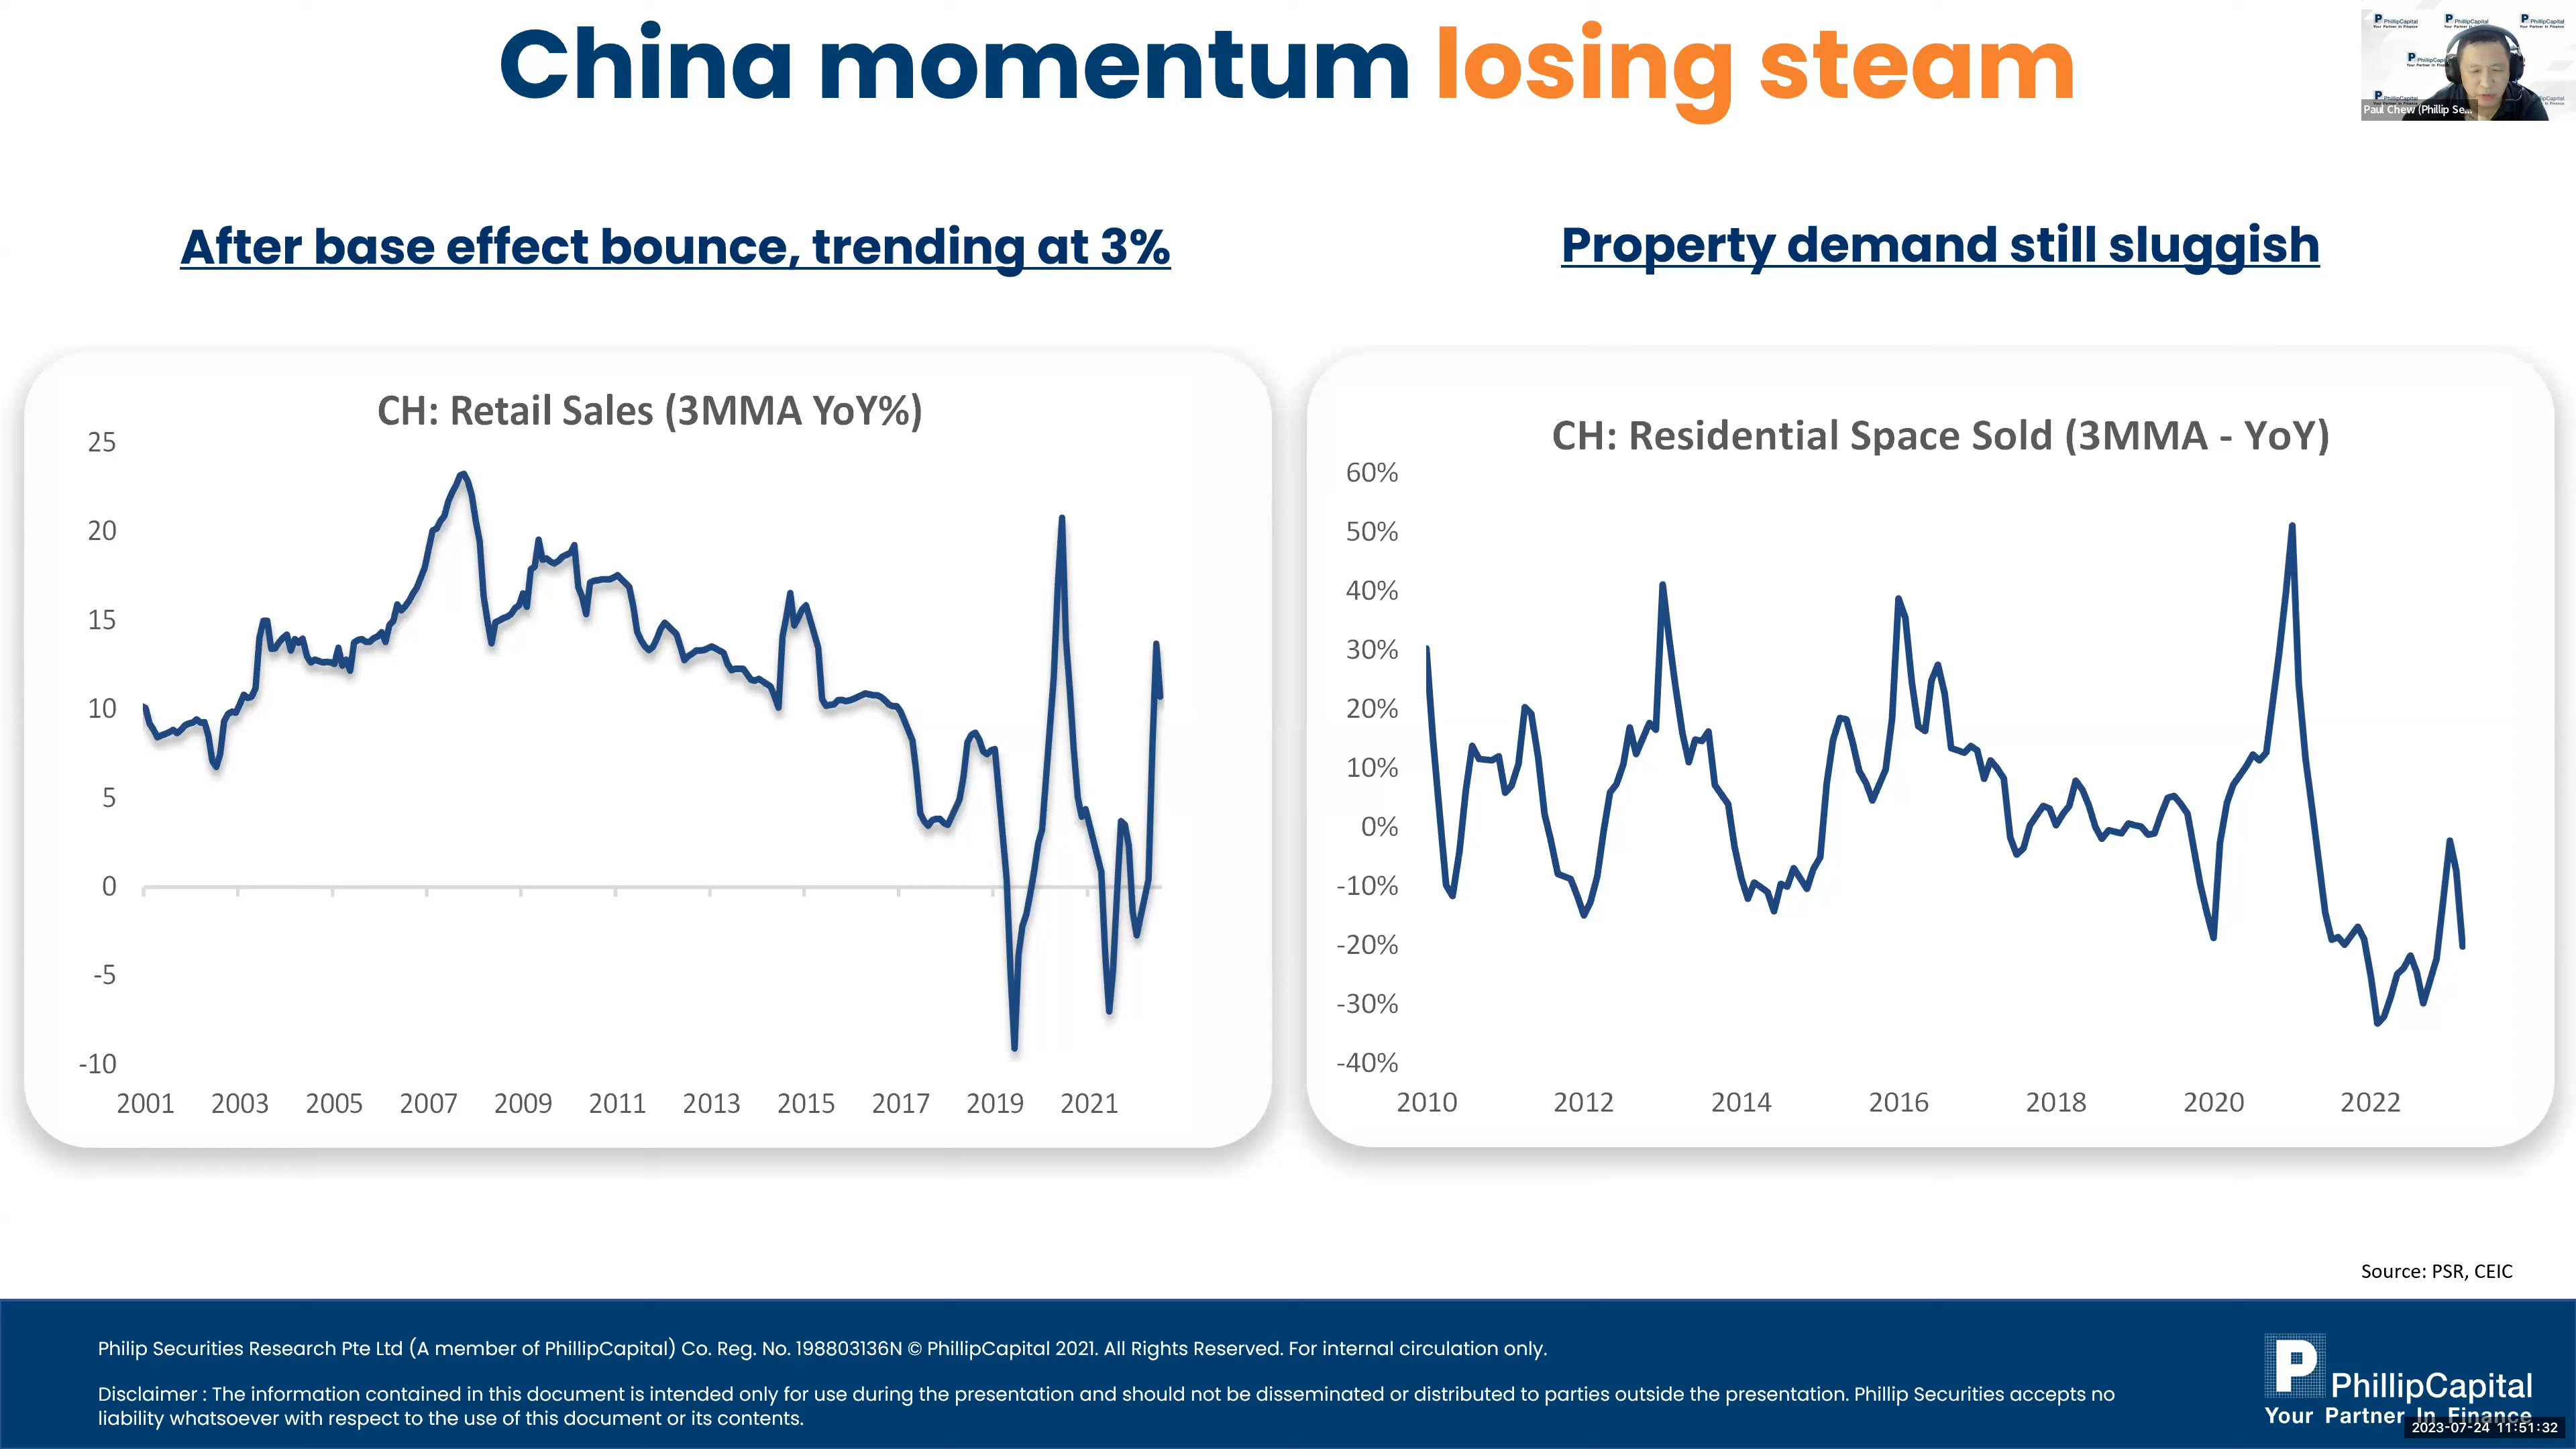 China momentum losing steam
Paul Chew (Phillip Se...
After base effect bounce, trending at 3%
Property demand still sluggish
CH: Retail Sales (3MMA YoY%)
25
20
15
10
5
0
-5
-10
2001 2003 2005 2007 2009 2011 2013 2015 2017 2019 2021
CH: Residential Space Sold (3MMA - YoY)
60%
50%
40%
30%
20%
10%
0%
-10%
-20%
-30%
-40%
2010 2012 2014 2016 2018 2020 2022
Source: PSR, CEIC
Philip Securities Research Pte Ltd (A member of PhillipCapital) Co. Reg. No. 198803136N © PhillipCapital 2021. All Rights Reserved. For internal circulation only.
Disclaimer : The information contained in this document is intended only for use during the presentation and should not be disseminated or distributed to parties outside the presentation. Phillip Securities accepts no
liability whatsoever with respect to the use of this document or its contents.
P PhillipCapital
Your Partner In Finance
2023-07-24 11:51:32